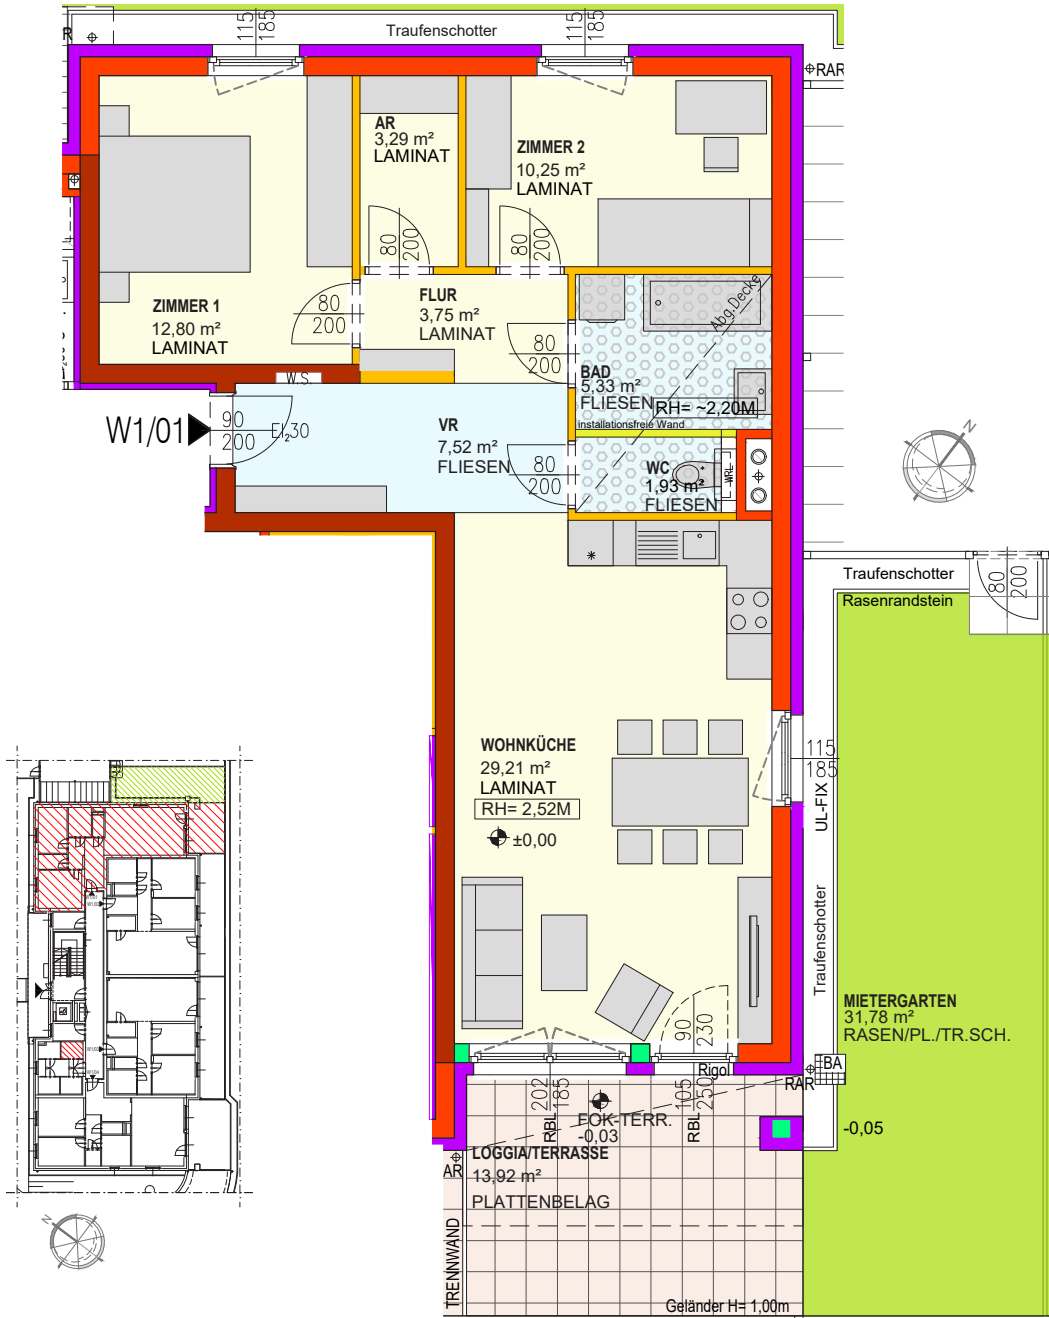 Traufenschotter
115
185
115
185
R
RAR
AR
3,29 m²
LAMINAT
ZIMMER 2
10,25 m²
LAMINAT
80
200
80
200
ZIMMER 1
12,80 m²
LAMINAT
80
200
FLUR
3,75 m²
LAMINAT
80
200
Abg.Decke
BAD
5,33 m²
FLIESEN
RH= ~2,20M
installationsfreie Wand
W.S.
W1/01
90
200
EI₂30
VR
7,52 m²
FLIESEN
80
200
WC
1,93 m²
FLIESEN
WRL
N
Traufenschotter
Rasenrandstein
80
200
WOHNKÜCHE
29,21 m²
LAMINAT
RH= 2,52M
±0,00
115
185
UL-FIX
Traufenschotter
MIETERGARTEN
31,78 m²
RASEN/PL./TR.SCH.
90
230
Rigol
RAR
BA
RBL
202
185
RBL
105
250
FOK-TERR.
-0,03
-0,05
AR
LOGGIA/TERRASSE
13,92 m²
PLATTENBELAG
TRENNWAND
Geländer H= 1,00m
N